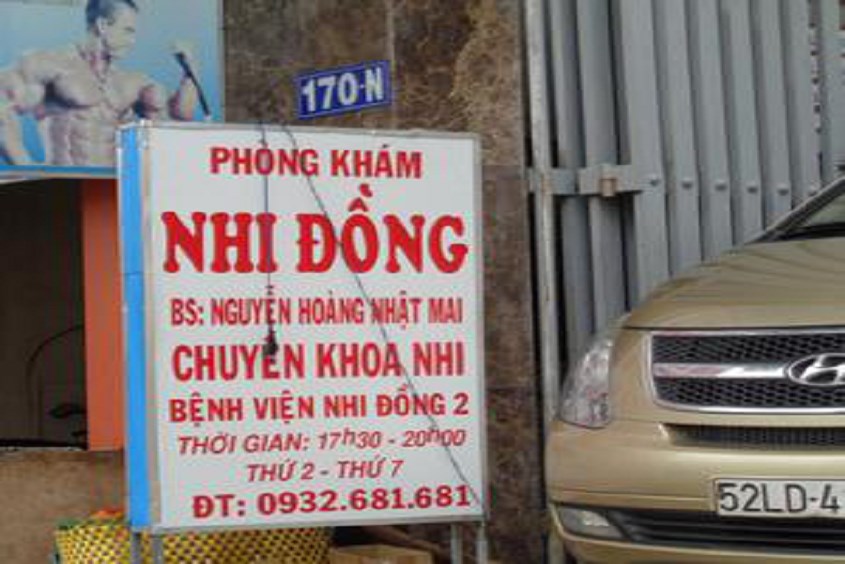 170-N
PHÒNG KHÁM
NHI ĐỒNG
BS: NGUYỄN HOÀNG NHẬT MAI
CHUYÊN KHOA NHI
BỆNH VIỆN NHI ĐỒNG 2
THỜI GIAN: 17h30 - 20h00
THỨ 2 - THỨ 7
ĐT: 0932.681.681